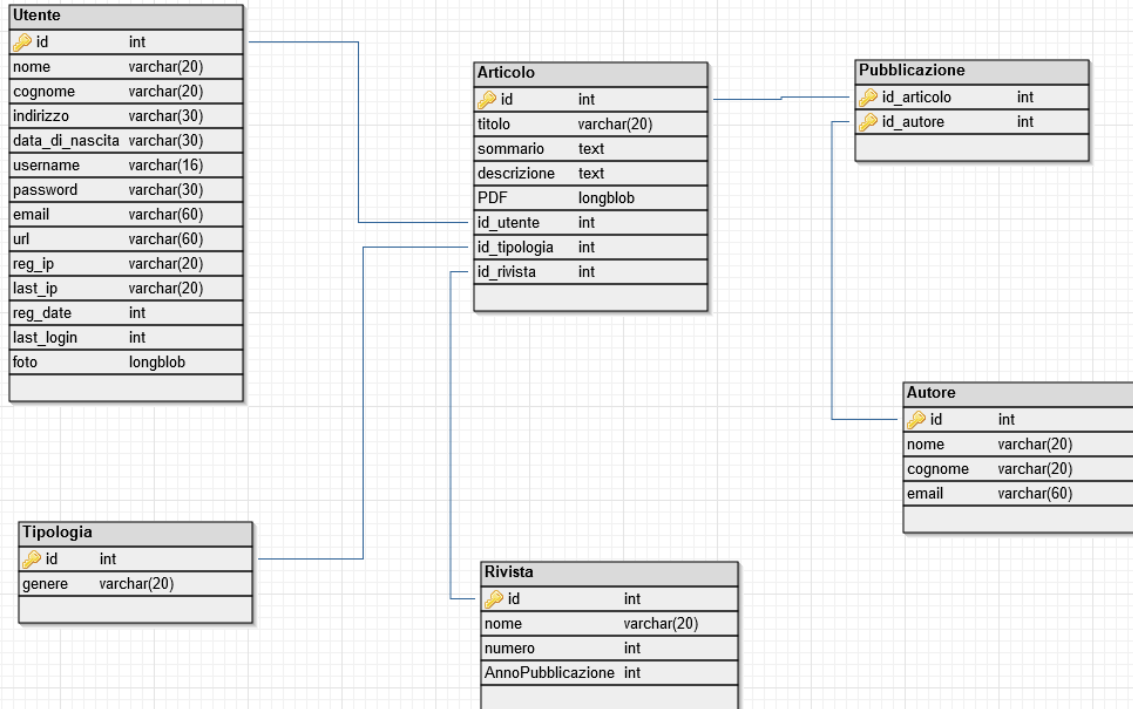 Utente
id int
nome varchar(20)
cognome varchar(20)
indirizzo varchar(30)
data_di_nascita varchar(30)
username varchar(16)
password varchar(30)
email varchar(60)
url varchar(60)
reg_ip varchar(20)
last_ip varchar(20)
reg_date int
last_login int
foto longblob
Articolo
id int
titolo varchar(20)
sommario text
descrizione text
PDF longblob
id_utente int
id_tipologia int
id_rivista int
Pubblicazione
id_articolo int
id_autore int
Autore
id int
nome varchar(20)
cognome varchar(20)
email varchar(60)
Tipologia
id int
genere varchar(20)
Rivista
id int
nome varchar(20)
numero int
AnnoPubblicazione int